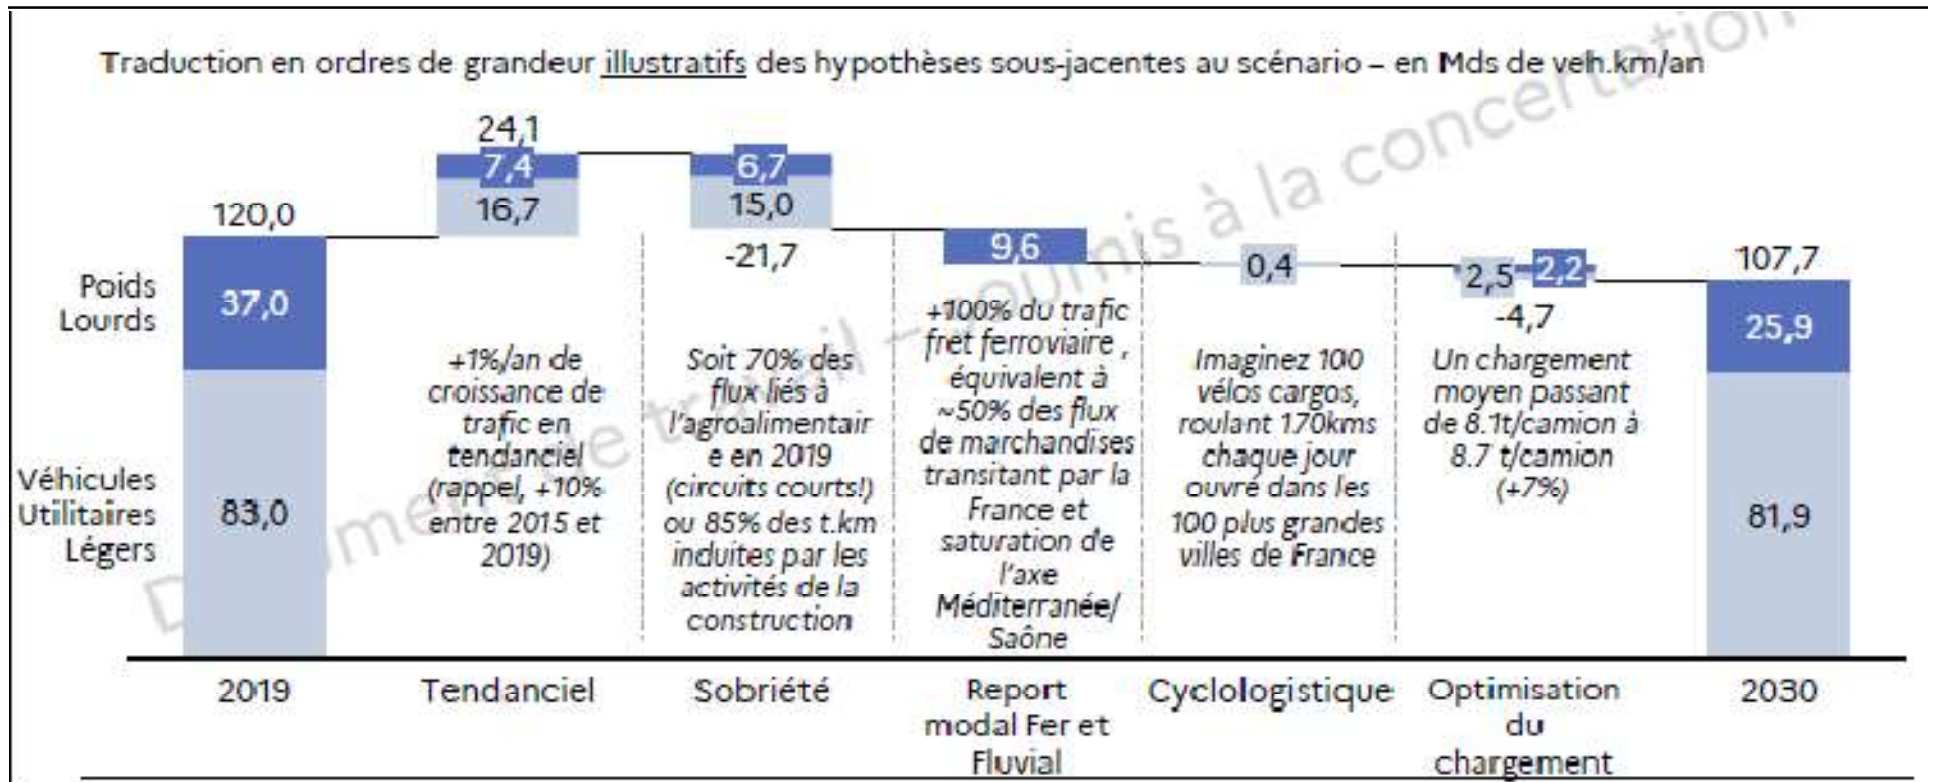 Traduction en ordres de grandeur illustratifs des hypothèses sous-jacentes au scénario – en Mds de veh.km/an
120,0
37,0
83,0
Poids
Lourds
Véhicules
Utilitaires
Légers
24,1
7,4
16,7
+1%/an de
croissance de
trafic en
tendanciel
(rappel, +10%
entre 2015 et
2019)
6,7
15,0
-21,7
Soit 70% des
flux liés à
l'agroalimentair
e en 2019
(circuits courts!)
ou 85% des t.km
induites par les
activités de la
construction
9,6
+100% du trafic
fret ferroviaire ,
équivalent à
~50% des flux
de marchandises
transitant par la
France et
saturation de
l'axe
Méditerranée/
Saône
0,4
Imaginez 100
vélos cargos,
roulant 170kms
chaque jour
ouvré dans les
100 plus grandes
villes de France
2,5 2,2
-4,7
Un chargement
moyen passant
de 8.1t/camion à
8.7 t/camion
(+7%)
107,7
25,9
81,9
2019
Tendanciel
Sobriété
Report
modal Fer et
Fluvial
Cyclologistique
Optimisation
du
chargement
2030
Document de travail – soumis à la concertation